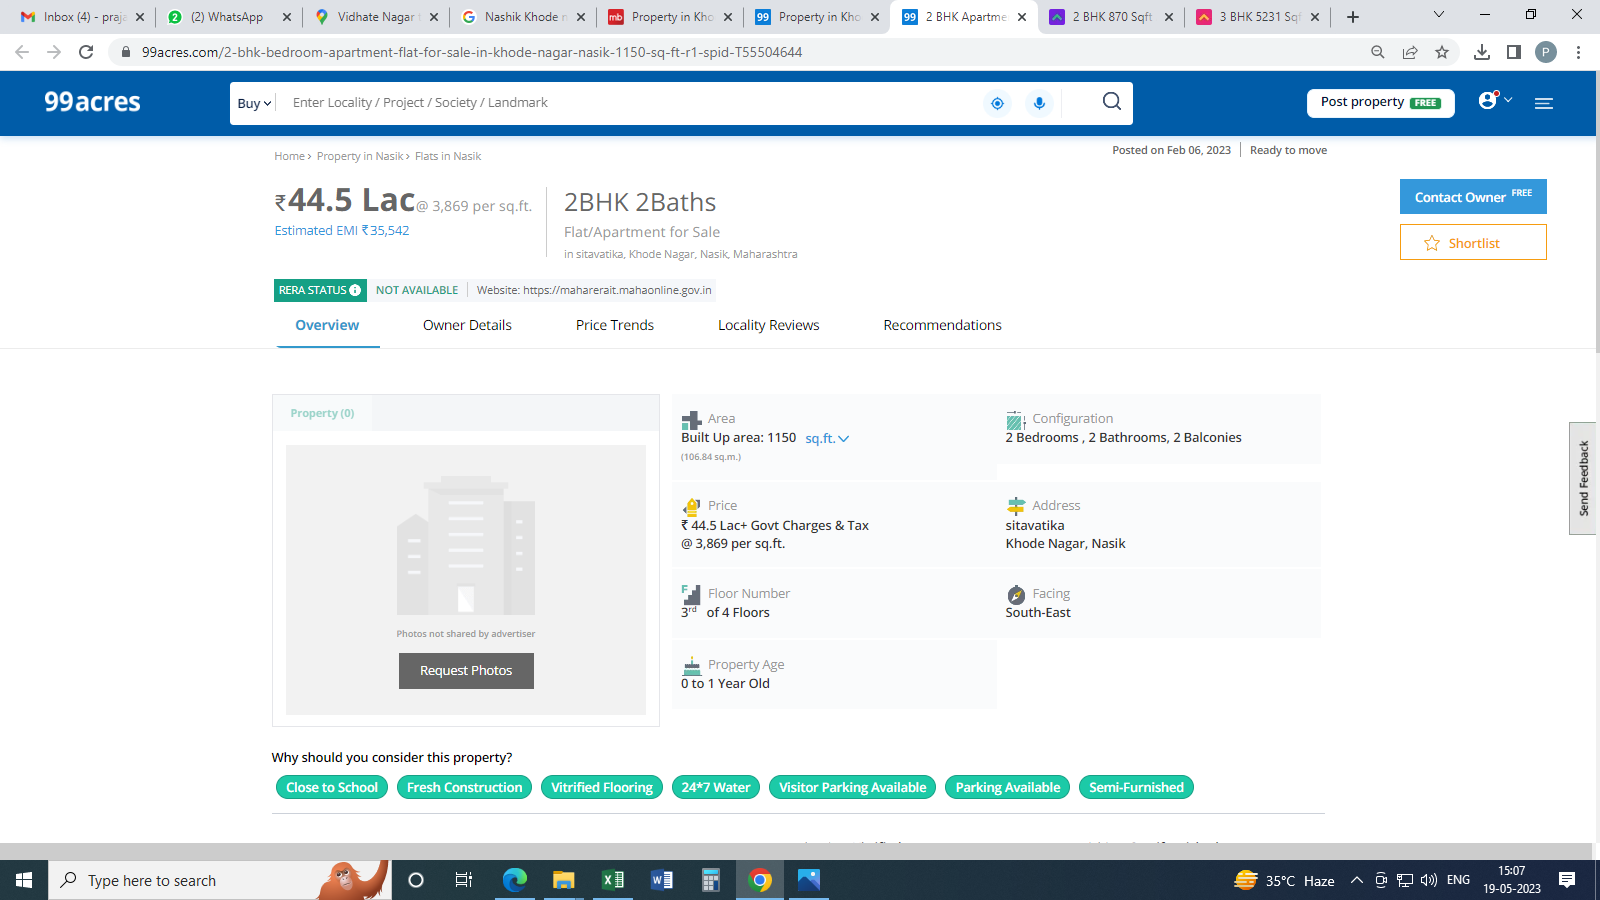 Inbox (4) - praja
(2) WhatsApp
Vidhate Nagar t
Nashik Khode n
mb Property in Kho
99 Property in Kho
99 2 BHK Apartme
2 BHK 870 Sqft
3 BHK 5231 Sqf
99acres.com/2-bhk-bedroom-apartment-flat-for-sale-in-khode-nagar-nasik-1150-sq-ft-r1-spid-T55504644
P
99acres
Buy
Enter Locality / Project / Society / Landmark
Post property FREE
Home › Property in Nasik › Flats in Nasik
Posted on Feb 06, 2023 | Ready to move
₹44.5 Lac @ 3,869 per sq.ft.
Estimated EMI ₹35,542
2BHK 2Baths
Flat/Apartment for Sale
in sitavatika, Khode Nagar, Nasik, Maharashtra
Contact Owner FREE
Shortlist
RERA STATUS i NOT AVAILABLE Website: https://maharerait.mahaonline.gov.in
Overview
Owner Details
Price Trends
Locality Reviews
Recommendations
Property (0)
Photos not shared by advertiser
Request Photos
Area
Built Up area: 1150 sq.ft.
(106.84 sq.m.)
Configuration
2 Bedrooms , 2 Bathrooms, 2 Balconies
Price
₹ 44.5 Lac+ Govt Charges & Tax
@ 3,869 per sq.ft.
Address
sitavatika
Khode Nagar, Nasik
F Floor Number
3rd of 4 Floors
Facing
South-East
Property Age
0 to 1 Year Old
Send Feedback
Why should you consider this property?
Close to School
Fresh Construction
Vitrified Flooring
24*7 Water
Visitor Parking Available
Parking Available
Semi-Furnished
Type here to search
35°C Haze
ENG
15:07
19-05-2023